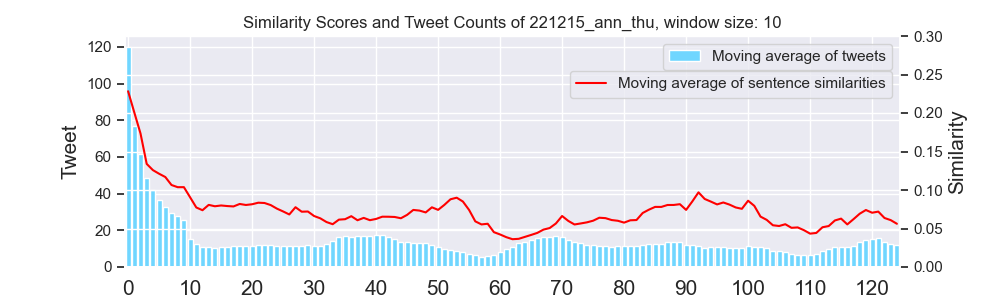 Similarity Scores and Tweet Counts of 221215_ann_thu, window size: 10
Moving average of tweets
Moving average of sentence similarities
Tweet
120
100
80
60
40
20
0
Similarity
0.30
0.25
0.20
0.15
0.10
0.05
0.00
0 10 20 30 40 50 60 70 80 90 100 110 120